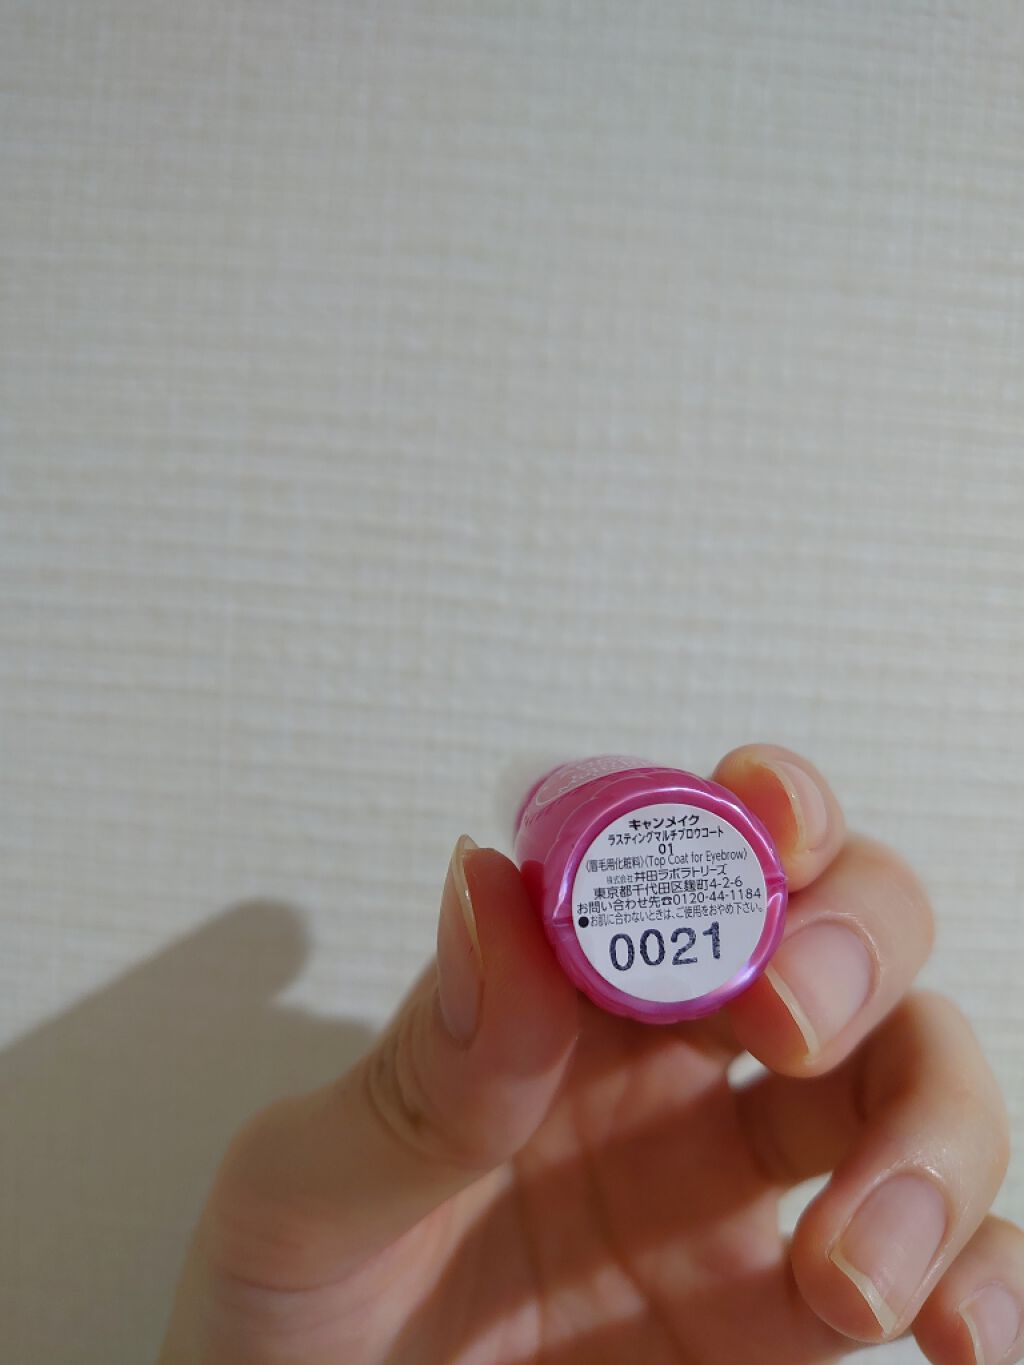 キャンメイク
ラスティングマルチブロウコート
01
〈眉毛用化粧料〉〈Top Coat for Eyebrow〉
株式会社井田ラボラトリーズ
東京都千代田区麹町4-2-6
お問い合わせ先☎0120-44-1184
●お肌に合わないときは、ご使用をおやめ下さい。
0021